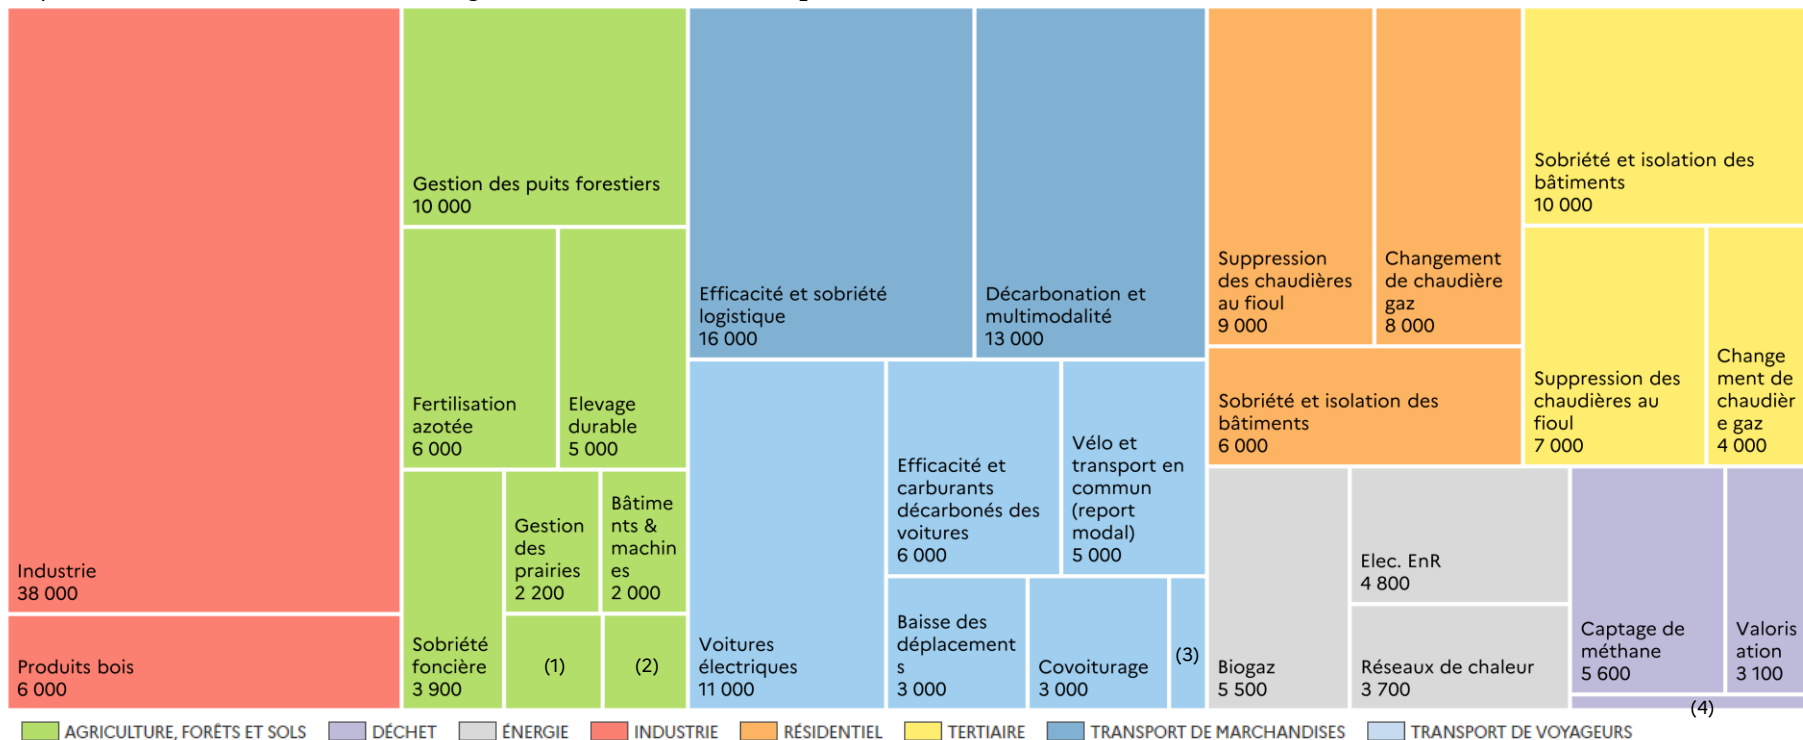 Industrie
38 000
Produits bois
6 000
Gestion des puits forestiers
10 000
Fertilisation
azotée
6 000
Elevage
durable
5 000
Sobriété
foncière
3 900
Gestion
des
prairies
2 200
Bâtime
nts &
machin
es
2 000
(1)
(2)
Efficacité et sobriété
logistique
16 000
Décarbonation et
multimodalité
13 000
Voitures
électriques
11 000
Efficacité et
carburants
décarbonés des
voitures
6 000
Vélo et
transport en
commun
(report
modal)
5 000
Baisse des
déplacement
s
3 000
Covoiturage
3 000
(3)
Suppression
des chaudières
au fioul
9 000
Changement
de chaudière
gaz
8 000
Sobriété et isolation des
bâtiments
6 000
Sobriété et isolation des
bâtiments
10 000
Suppression des
chaudières au
fioul
7 000
Change
ment de
chaudièr
e gaz
4 000
Biogaz
5 500
Elec. EnR
4 800
Réseaux de chaleur
3 700
Captage de
méthane
5 600
Valoris
ation
3 100
(4)
AGRICULTURE, FORÊTS ET SOLS
DÉCHET
ÉNERGIE
INDUSTRIE
RÉSIDENTIEL
TERTIAIRE
TRANSPORT DE MARCHANDISES
TRANSPORT DE VOYAGEURS